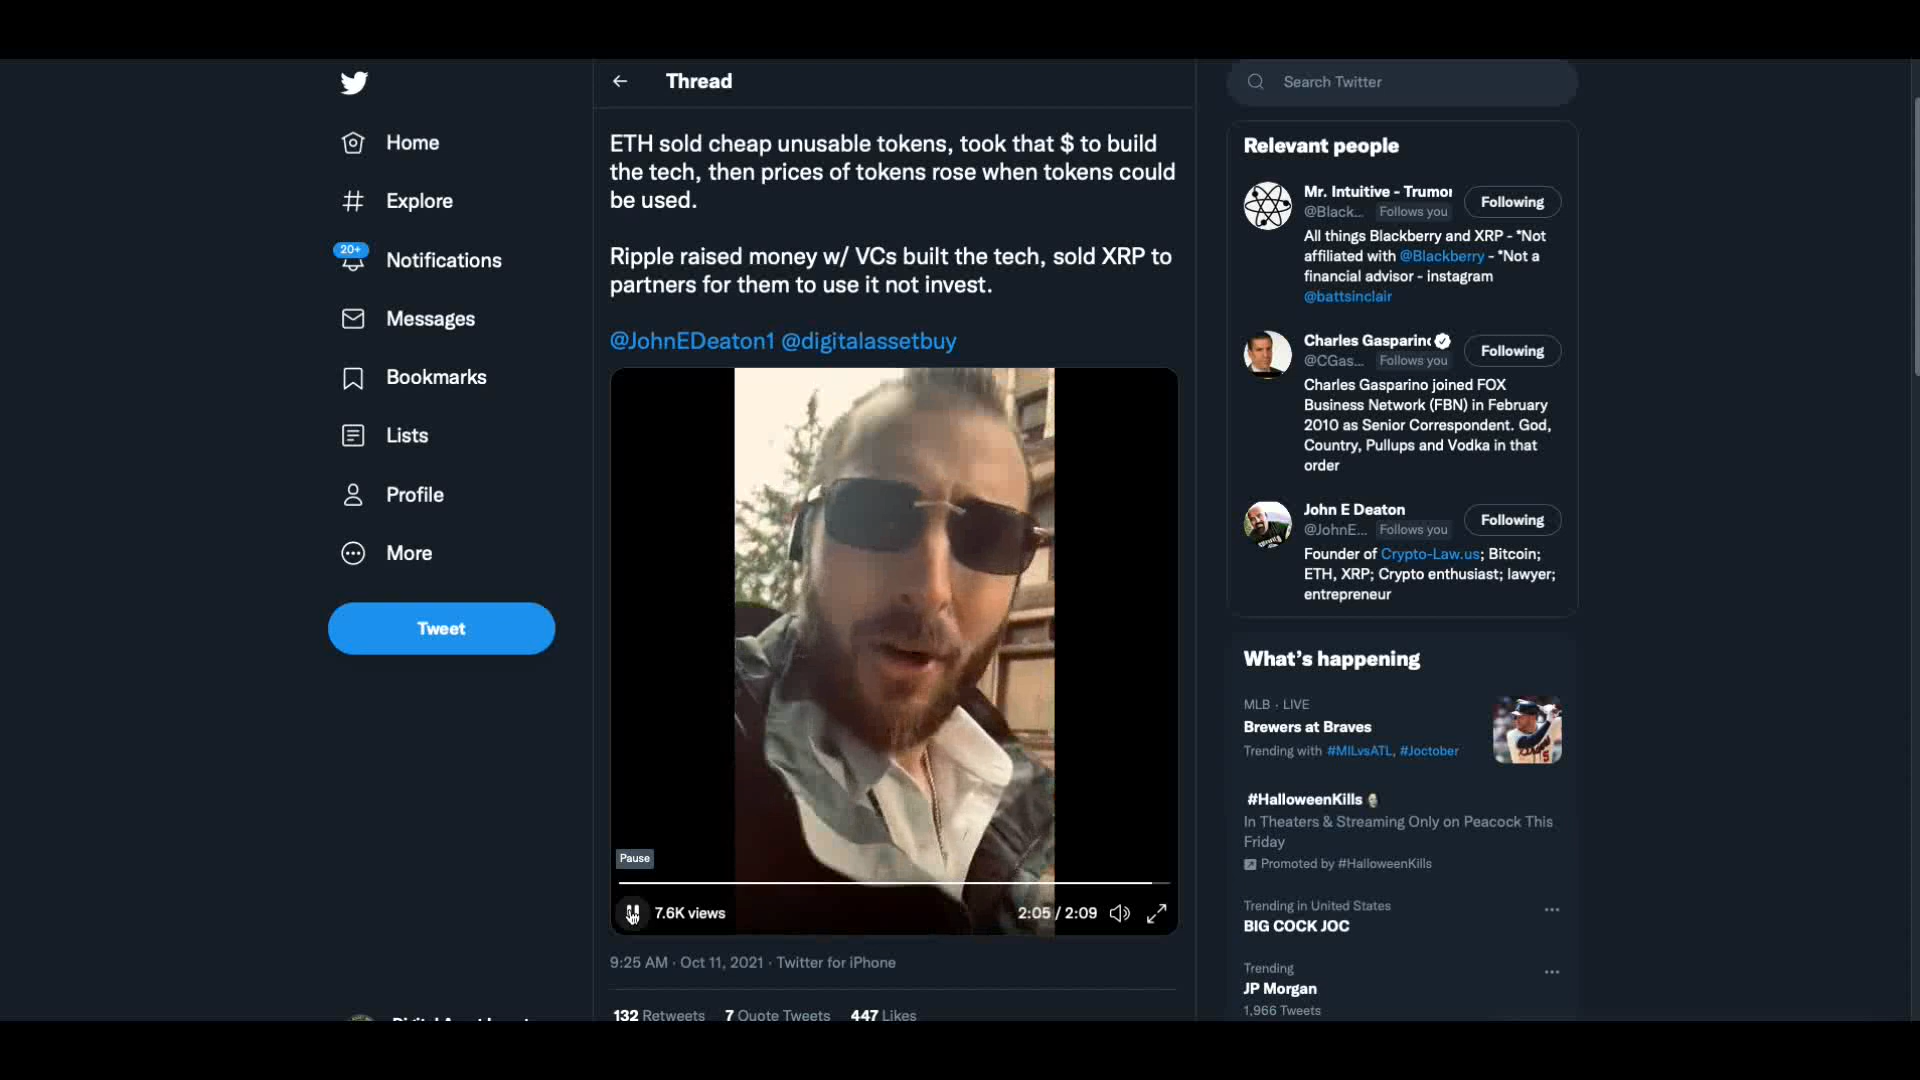 Thread
Search Twitter
Home
Explore
20+
Notifications
Messages
Bookmarks
Lists
Profile
More
Tweet
ETH sold cheap unusable tokens, took that $ to build
the tech, then prices of tokens rose when tokens could
be used.
Ripple raised money w/ VCs built the tech, sold XRP to
partners for them to use it not invest.
@JohnEDeaton1 @digitalassetbuy
Pause
7.6K views
2:05 / 2:09
9:25 AM · Oct 11, 2021 · Twitter for iPhone
132 Retweets 7 Quote Tweets 447 Likes
Relevant people
Mr. Intuitive -
Following
@Black... Follows you
All things Blackberry and XRP - *Not
affiliated with @Blackberry - *Not a
financial advisor - instagram
@battsinclair
Charles Gasparino
Following
@CGas... Follows you
Charles Gasparino joined FOX
Business Network (FBN) in February
2010 as Senior Correspondent. God,
Country, Pullups and Vodka in that
order
John E Deaton
Following
@JohnE... Follows you
Founder of Crypto-Law.us; Bitcoin;
ETH, XRP; Crypto enthusiast; lawyer;
entrepreneur
What's happening
MLB · LIVE
Brewers at Braves
Trending with #MILvsATL, #Joctober
#HalloweenKills
In Theaters & Streaming Only on Peacock This
Friday
Promoted by #HalloweenKills
Trending in United States
BIG COCK JOC
Trending
JP Morgan
1,966 Tweets